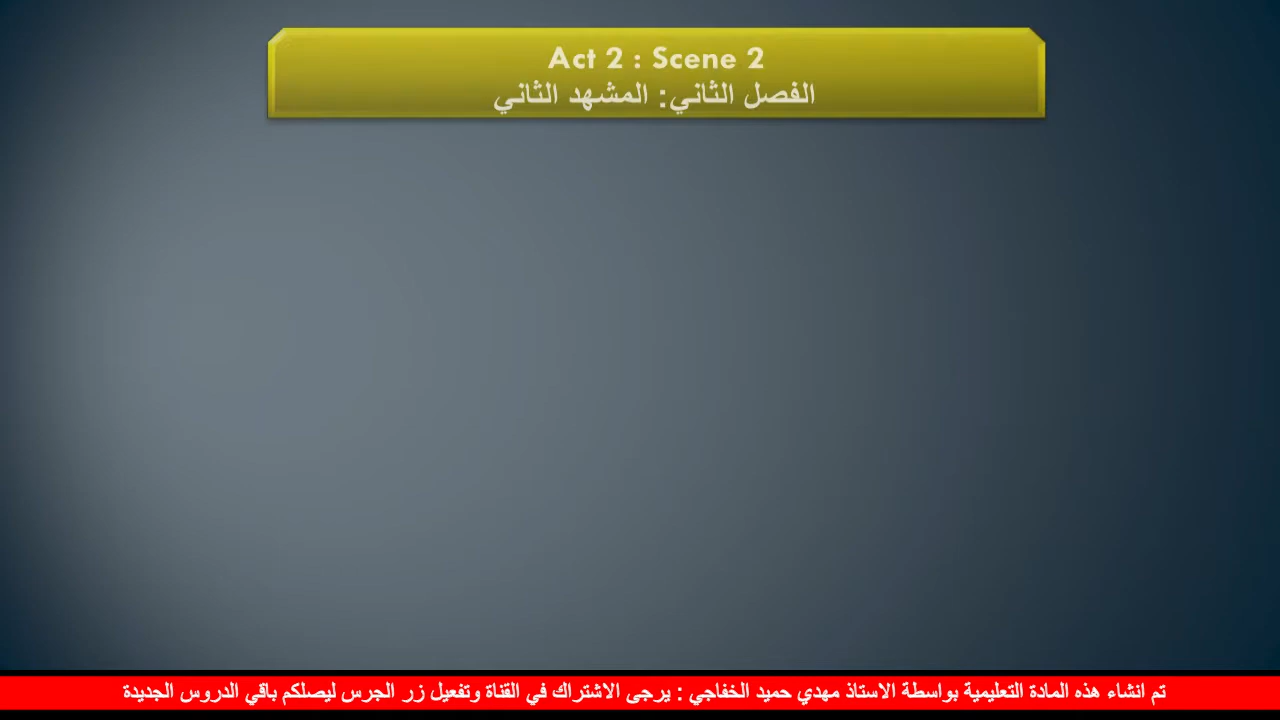 Act 2 : Scene 2
الفصل الثاني: المشهد الثاني
تم انشاء هذه المادة التعليمية بواسطة الاستاذ مهدي حميد الخفاجي : يرجى الاشتراك في القناة وتفعيل زر الجرس ليصلكم باقي الدروس الجديدة